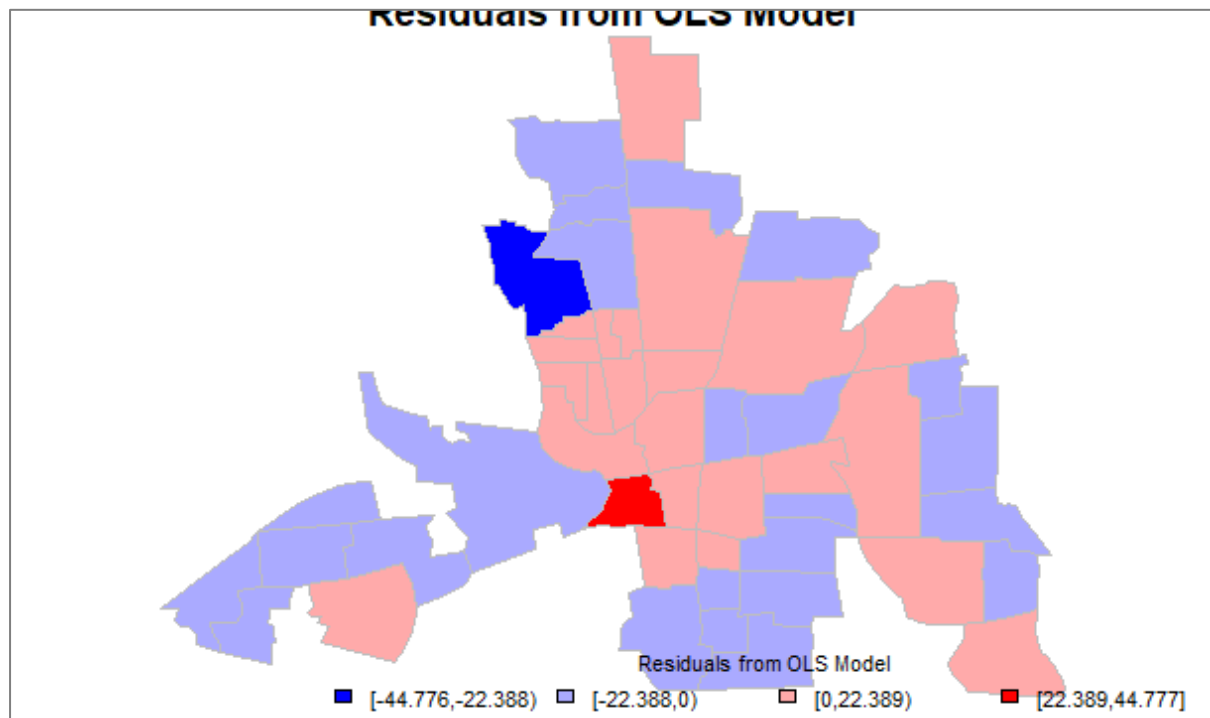 Residuals from OLS Model
Residuals from OLS Model
[-44.776,-22.388) [-22.388,0) [0,22.389) [22.389,44.777]